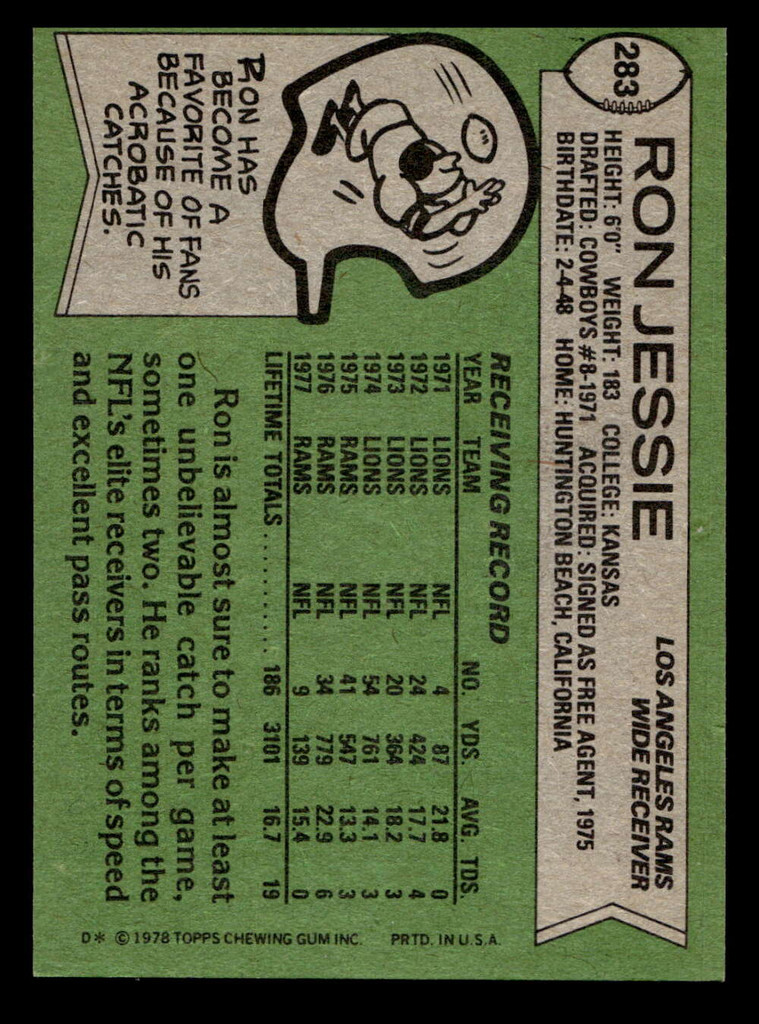 283
RON JESSIE
LOS ANGELES RAMS
WIDE RECEIVER
HEIGHT: 6'0" WEIGHT: 183 COLLEGE: KANSAS
DRAFTED: COWBOYS #8-1971 ACQUIRED: SIGNED AS FREE AGENT, 1975
BIRTHDATE: 2-4-48 HOME: HUNTINGTON BEACH, CALIFORNIA
RON HAS
BECOME A
FAVORITE OF FANS
BECAUSE OF HIS
ACROBATIC
CATCHES.
RECEIVING RECORD
YEAR TEAM NO. YDS. AVG. TDS.
1971 LIONS NFL 4 87 21.8 0
1972 LIONS NFL 24 424 17.7 4
1973 LIONS NFL 20 364 18.2 3
1974 LIONS NFL 54 761 14.1 3
1975 RAMS NFL 41 547 13.3 3
1976 RAMS NFL 34 779 22.9 6
1977 RAMS NFL 9 139 15.4 0
LIFETIME TOTALS .......... 186 3101 16.7 19
Ron is almost sure to make at least
one unbelievable catch per game,
sometimes two. He ranks among the
NFL's elite receivers in terms of speed
and excellent pass routes.
D* © 1978 TOPPS CHEWING GUM INC. PRTD. IN U.S.A.